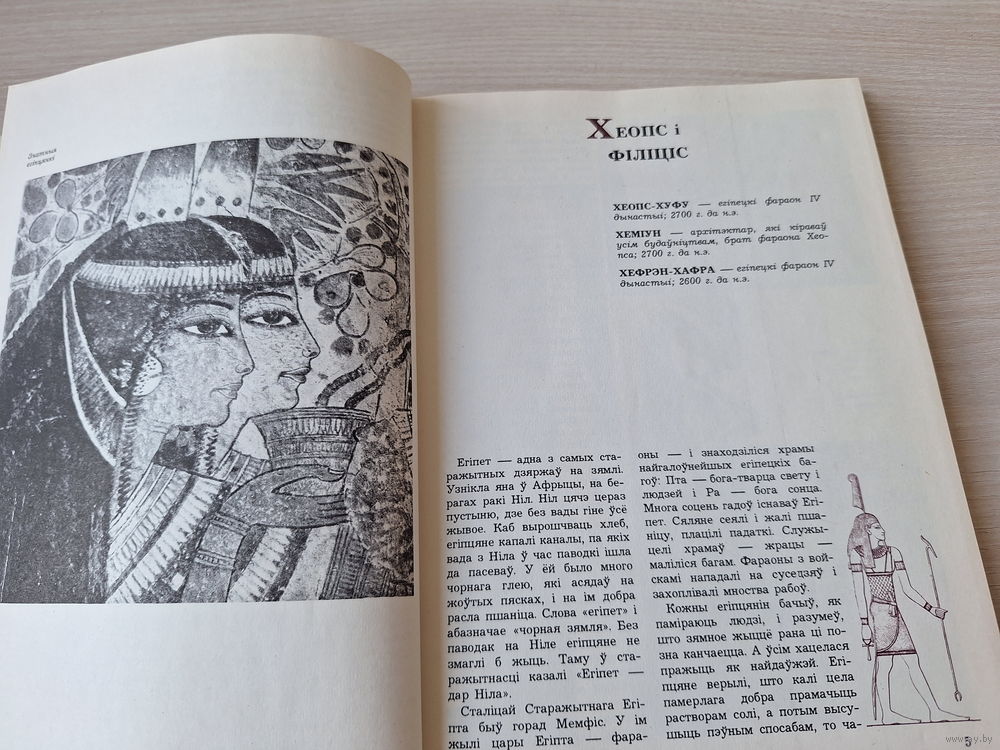 Знатныя
егіпцянкі
ХЕОПС і
ФІЛІЦІС
ХЕОПС-ХУФУ — егіпецкі фараон IV
дынастыі; 2700 г. да н.э.
ХЕМІУН — архітэктар, які кіраваў
усім будаўніцтвам, брат фараона Хео-
пса; 2700 г. да н.э.
ХЕФРЭН-ХАФРА — егіпецкі фараон IV
дынастыі; 2600 г. да н.э.
Егіпет — адна з самых ста-
ражытных дзяржаў на зямлі.
Узнікла яна ў Афрыцы, на бе-
рагах ракі Ніл. Ніл цячэ цераз
пустыню, дзе без вады гіне ўсё
жывое. Каб вырошчваць хлеб,
егіпцяне капалі каналы, па якіх
вада з Ніла ў час паводкі ішла
да пасеваў. У ёй было многа
чорнага глею, які асядаў на
жоўтых пясках, і на ім добра
расла пшаніца. Слова «егіпет» і
абазначае «чорная зямля». Без
паводак на Ніле егіпцяне не
змаглі б жыць. Таму ў ста-
ражытнасці казалі «Егіпет —
дар Ніла».
Сталіцай Старажытнага Егі-
пта быў горад Мемфіс. У ім
жылі цары Егіпта — фара-
оны — і знаходзіліся храмы
найгалоўнейшых егіпецкіх ба-
гоў: Пта — бога-тварца свету і
людзей і Ра — бога сонца.
Многа соцень гадоў існаваў Егі-
пет. Сяляне сеялі і жалі пша-
ніцу, плацілі падаткі. Служы-
целі храмаў — жрацы —
маліліся багам. Фараоны з вой-
скамі нападалі на суседзяў і
захоплівалі мноства рабоў.
Кожны егіпцянін бачыў, як
паміраюць людзі, і разумеў,
што зямное жыццё рана ці по-
зна канчаецца. А ўсім хацелася
пражыць як найдаўжэй. Егі-
пцяне верылі, што калі цела
памерлага добра прамачыць
растворам солі, а потым высу-
шыць пэўным спосабам, то ча-
5
ay.by